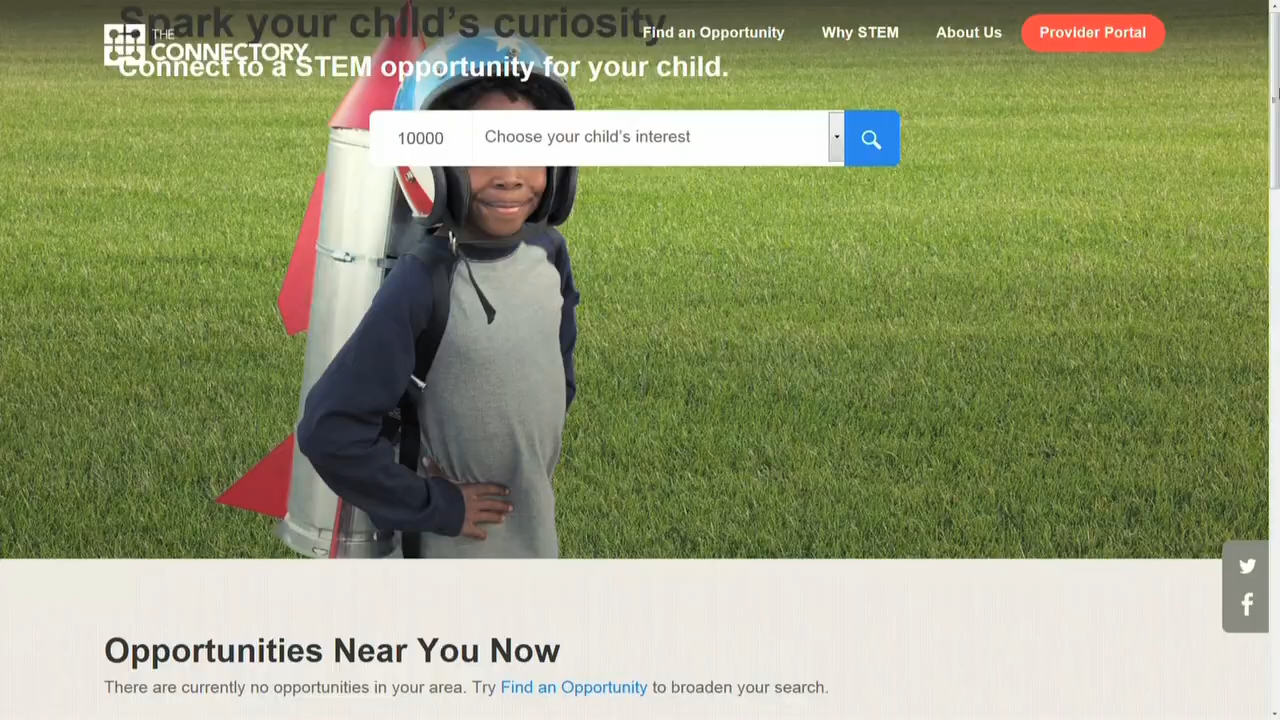 Spark your child's curiosity.
THE
CONNECTORY
Find an Opportunity
Why STEM
About Us
Provider Portal
Connect to a STEM opportunity for your child.
10000
Choose your child's interest
Opportunities Near You Now
There are currently no opportunities in your area. Try Find an Opportunity to broaden your search.